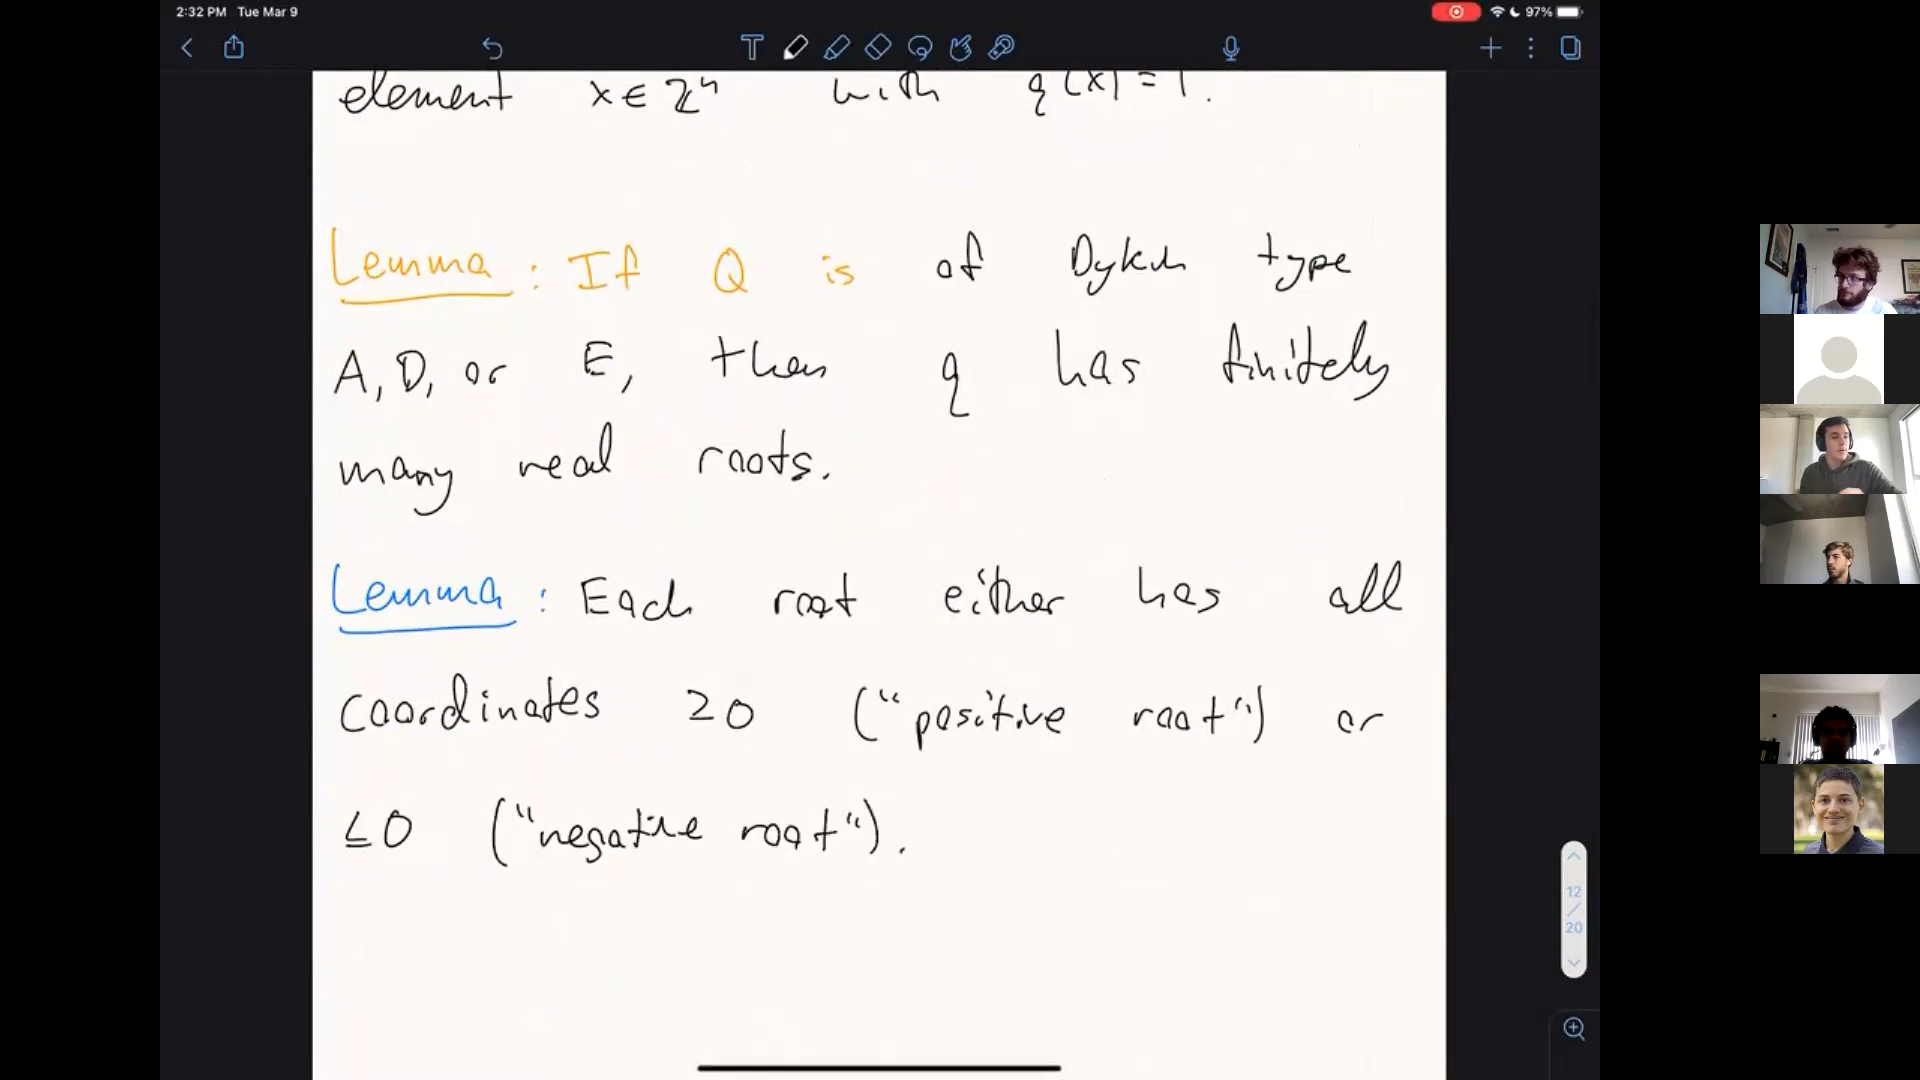 2:32 PM Tue Mar 9
97%
element x ∈ ℤⁿ with q(x) = 1.
Lemma: If Q is of Dykin type
A, D, or E, then q has finitely
many real roots.
Lemma: Each root either has all
coordinates ≥0 ("positive root") or
≤0 ("negative root").
12
/
20